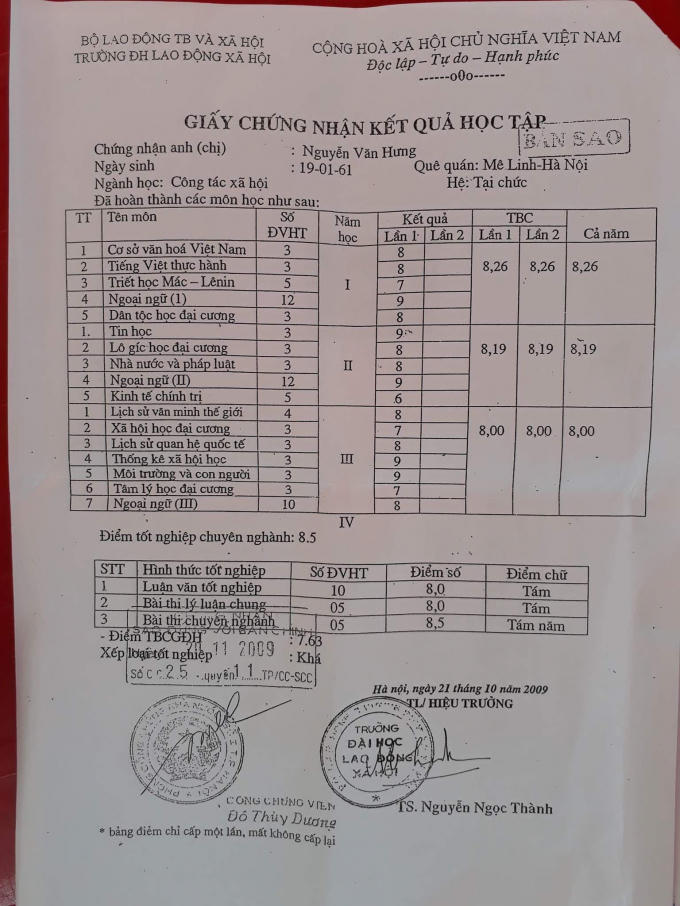 BỘ LAO ĐỘNG TB VÀ XÃ HỘI
TRƯỜNG ĐH LAO ĐỘNG XÃ HỘI
CỘNG HOÀ XÃ HỘI CHỦ NGHĨA VIỆT NAM
Độc lập – Tự do – Hạnh phúc
------o0o------
GIẤY CHỨNG NHẬN KẾT QUẢ HỌC TẬP
BẢN SAO
Chứng nhận anh (chị) : Nguyễn Văn Hưng
Ngày sinh : 19-01-61 Quê quán: Mê Linh-Hà Nội
Ngành học: Công tác xã hội Hệ: Tại chức
Đã hoàn thành các môn học như sau:
TT Tên môn Số ĐVHT Năm học Kết quả TBC Cả năm
Lần 1 Lần 2 Lần 1 Lần 2
1 Cơ sở văn hoá Việt Nam 3 I 8 8,26 8,26 8,26
2 Tiếng Việt thực hành 3 8
3 Triết học Mác – Lênin 5 7
4 Ngoại ngữ (1) 12 9
5 Dân tộc học đại cương 3 8
1. Tin học 3 II 9 8,19 8,19 8,19
2 Lô gíc học đại cương 3 8
3 Nhà nước và pháp luật 3 8
4 Ngoại ngữ (II) 12 9
5 Kinh tế chính trị 5 6
1 Lịch sử văn minh thế giới 4 III 8 8,00 8,00 8,00
2 Xã hội học đại cương 3 7
3 Lịch sử quan hệ quốc tế 3 8
4 Thống kê xã hội học 3 9
5 Môi trường và con người 3 9
6 Tâm lý học đại cương 3 7
7 Ngoại ngữ (III) 10 8
IV
Điểm tốt nghiệp chuyên nghành: 8.5
STT Hình thức tốt nghiệp Số ĐVHT Điểm số Điểm chữ
1 Luận văn tốt nghiệp 10 8,0 Tám
2 Bài thi lý luận chung 05 8,0 Tám
3 Bài thi chuyên nghành 05 8,5 Tám năm
- Điểm TBCGĐH : 7.63
Xếp loại tốt nghiệp : Khá
11 2009
25 quyển 11 TP/CC-SCC
Hà nội, ngày 21 tháng 10 năm 2009
TL/ HIỆU TRƯỞNG
TRƯỜNG
ĐẠI HỌC
LAO ĐỘNG
XÃ HỘI
CÔNG CHỨNG VIÊN
Đỗ Thùy Dương
TS. Nguyễn Ngọc Thành
* bảng điểm chỉ cấp một lần, mất không cấp lại